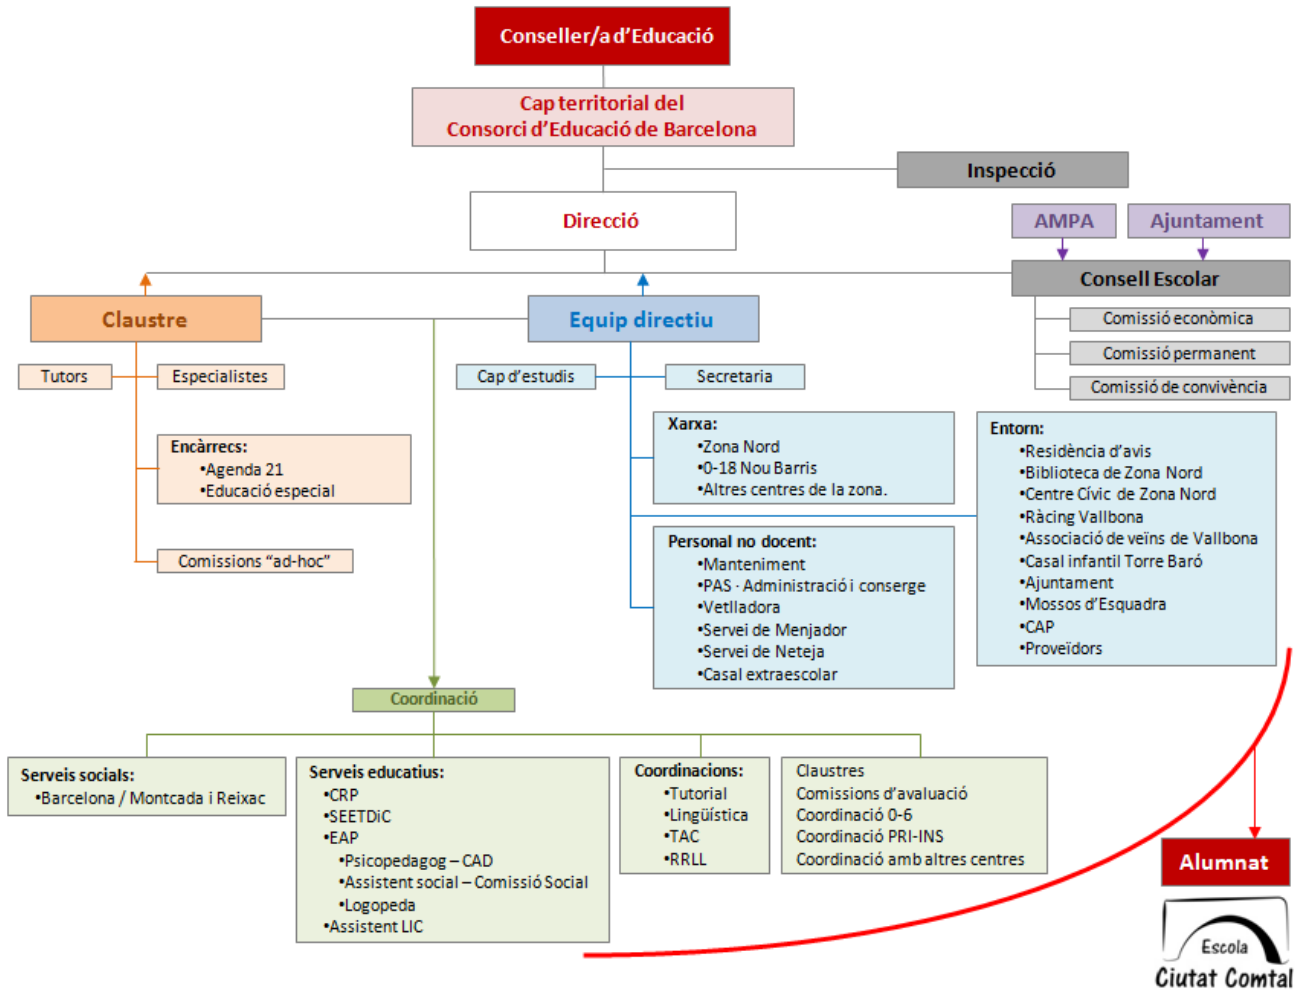 Conseller/a d'Educació
Cap territorial del
Consorci d'Educació de Barcelona
Inspecció
Direcció
AMPA
Ajuntament
Consell Escolar
Comissió econòmica
Comissió permanent
Comissió de convivència
Claustre
Equip directiu
Tutors
Especialistes
Cap d'estudis
Secretaria
Encàrrecs:
•Agenda 21
•Educació especial
Comissions "ad-hoc"
Xarxa:
•Zona Nord
•0-18 Nou Barris
•Altres centres de la zona.
Personal no docent:
•Manteniment
•PAS · Administració i conserge
•Vetlladora
•Servei de Menjador
•Servei de Neteja
•Casal extraescolar
Entorn:
•Residència d'avis
•Biblioteca de Zona Nord
•Centre Cívic de Zona Nord
•Ràcing Vallbona
•Associació de veïns de Vallbona
•Casal infantil Torre Baró
•Ajuntament
•Mossos d'Esquadra
•CAP
•Proveïdors
Coordinació
Serveis socials:
•Barcelona / Montcada i Reixac
Serveis educatius:
•CRP
•SEETDiC
•EAP
•Psicopedagog – CAD
•Assistent social – Comissió Social
•Logopeda
•Assistent LIC
Coordinacions:
•Tutorial
•Lingüística
•TAC
•RRLL
Claustres
Comissions d'avaluació
Coordinació 0-6
Coordinació PRI-INS
Coordinació amb altres centres
Alumnat
Escola
Ciutat Comtal